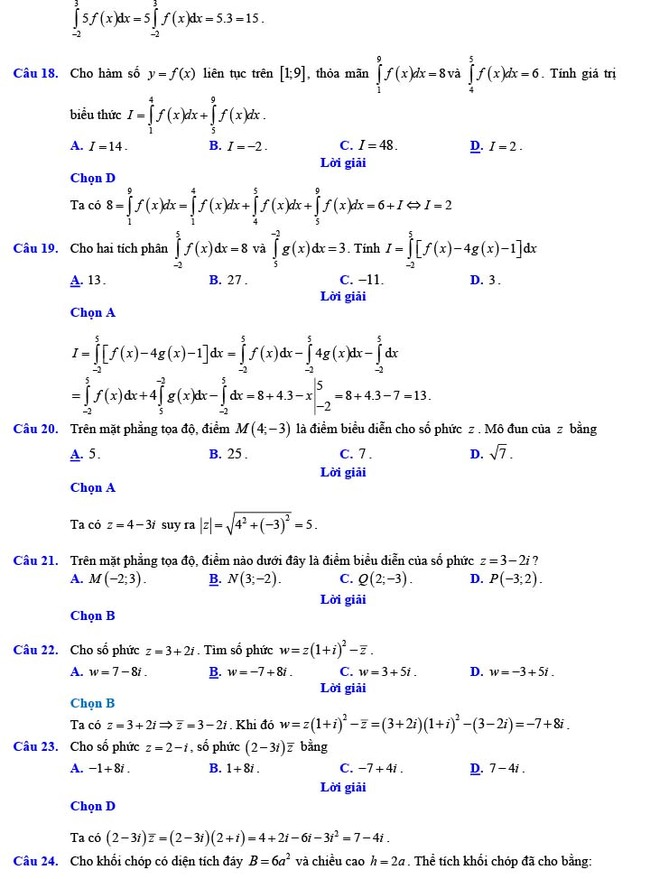 ∫_{-2}^{3} 5f(x)dx = 5∫_{-2}^{3} f(x)dx = 5.3 = 15.
Câu 18. Cho hàm số y = f(x) liên tục trên [1;9], thỏa mãn ∫_{1}^{9} f(x)dx = 8 và ∫_{4}^{5} f(x)dx = 6. Tính giá trị
biểu thức I = ∫_{1}^{4} f(x)dx + ∫_{5}^{9} f(x)dx.
A. I = 14. B. I = −2. C. I = 48. D. I = 2.
Lời giải
Chọn D
Ta có 8 = ∫_{1}^{9} f(x)dx = ∫_{1}^{4} f(x)dx + ∫_{4}^{5} f(x)dx + ∫_{5}^{9} f(x)dx = 6 + I ⇔ I = 2
Câu 19. Cho hai tích phân ∫_{-2}^{5} f(x)dx = 8 và ∫_{5}^{-2} g(x)dx = 3. Tính I = ∫_{-2}^{5} [f(x) − 4g(x) − 1]dx
A. 13. B. 27. C. −11. D. 3.
Lời giải
Chọn A
I = ∫_{-2}^{5} [f(x) − 4g(x) − 1]dx = ∫_{-2}^{5} f(x)dx − ∫_{-2}^{5} 4g(x)dx − ∫_{-2}^{5} dx
= ∫_{-2}^{5} f(x)dx + 4∫_{5}^{-2} g(x)dx − ∫_{-2}^{5} dx = 8 + 4.3 − x|_{-2}^{5} = 8 + 4.3 − 7 = 13.
Câu 20. Trên mặt phẳng tọa độ, điểm M(4;−3) là điểm biểu diễn cho số phức z. Mô đun của z bằng
A. 5. B. 25. C. 7. D. √7.
Lời giải
Chọn A
Ta có z = 4 − 3i suy ra |z| = √(4² + (−3)²) = 5.
Câu 21. Trên mặt phẳng tọa độ, điểm nào dưới đây là điểm biểu diễn của số phức z = 3 − 2i?
A. M(−2;3). B. N(3;−2). C. Q(2;−3). D. P(−3;2).
Lời giải
Chọn B
Câu 22. Cho số phức z = 3 + 2i. Tìm số phức w = z(1+i)² − z̅.
A. w = 7 − 8i. B. w = −7 + 8i. C. w = 3 + 5i. D. w = −3 + 5i.
Lời giải
Chọn B
Ta có z = 3 + 2i ⇒ z̅ = 3 − 2i. Khi đó w = z(1+i)² − z̅ = (3+2i)(1+i)² − (3−2i) = −7 + 8i.
Câu 23. Cho số phức z = 2 − i, số phức (2−3i)z̅ bằng
A. −1 + 8i. B. 1 + 8i. C. −7 + 4i. D. 7 − 4i.
Lời giải
Chọn D
Ta có (2−3i)z̅ = (2−3i)(2+i) = 4 + 2i − 6i − 3i² = 7 − 4i.
Câu 24. Cho khối chóp có diện tích đáy B = 6a² và chiều cao h = 2a. Thể tích khối chóp đã cho bằng: